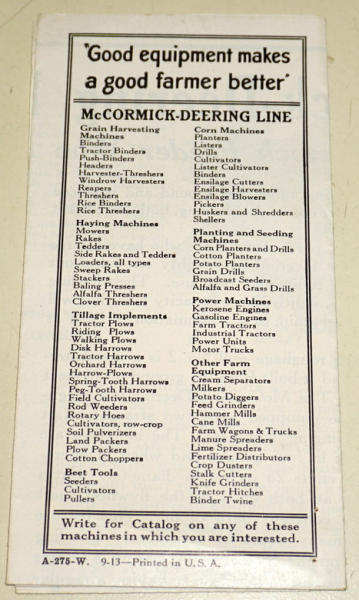 "Good equipment makes
a good farmer better"
McCORMICK-DEERING LINE
Grain Harvesting
Machines
Binders
Tractor Binders
Push-Binders
Headers
Harvester-Threshers
Windrow Harvesters
Reapers
Threshers
Rice Binders
Rice Threshers
Haying Machines
Mowers
Rakes
Tedders
Side Rakes and Tedders
Loaders, all types
Sweep Rakes
Stackers
Baling Presses
Alfalfa Threshers
Clover Threshers
Tillage Implements
Tractor Plows
Riding Plows
Walking Plows
Disk Harrows
Tractor Harrows
Orchard Harrows
Harrow-Plows
Spring-Tooth Harrows
Peg-Tooth Harrows
Field Cultivators
Rod Weeders
Rotary Hoes
Cultivators, row-crop
Soil Pulverizers
Land Packers
Plow Packers
Cotton Choppers
Beet Tools
Seeders
Cultivators
Pullers
Corn Machines
Planters
Listers
Drills
Cultivators
Lister Cultivators
Binders
Ensilage Cutters
Ensilage Harvesters
Ensilage Blowers
Pickers
Huskers and Shredders
Shellers
Planting and Seeding
Machines
Corn Planters and Drills
Cotton Planters
Potato Planters
Grain Drills
Broadcast Seeders
Alfalfa and Grass Drills
Power Machines
Kerosene Engines
Gasoline Engines
Farm Tractors
Industrial Tractors
Power Units
Motor Trucks
Other Farm
Equipment
Cream Separators
Milkers
Potato Diggers
Feed Grinders
Hammer Mills
Cane Mills
Farm Wagons & Trucks
Manure Spreaders
Lime Spreaders
Fertilizer Distributors
Crop Dusters
Stalk Cutters
Knife Grinders
Tractor Hitches
Binder Twine
Write for Catalog on any of these
machines in which you are interested.
A-275-W. 9-13—Printed in U. S. A.